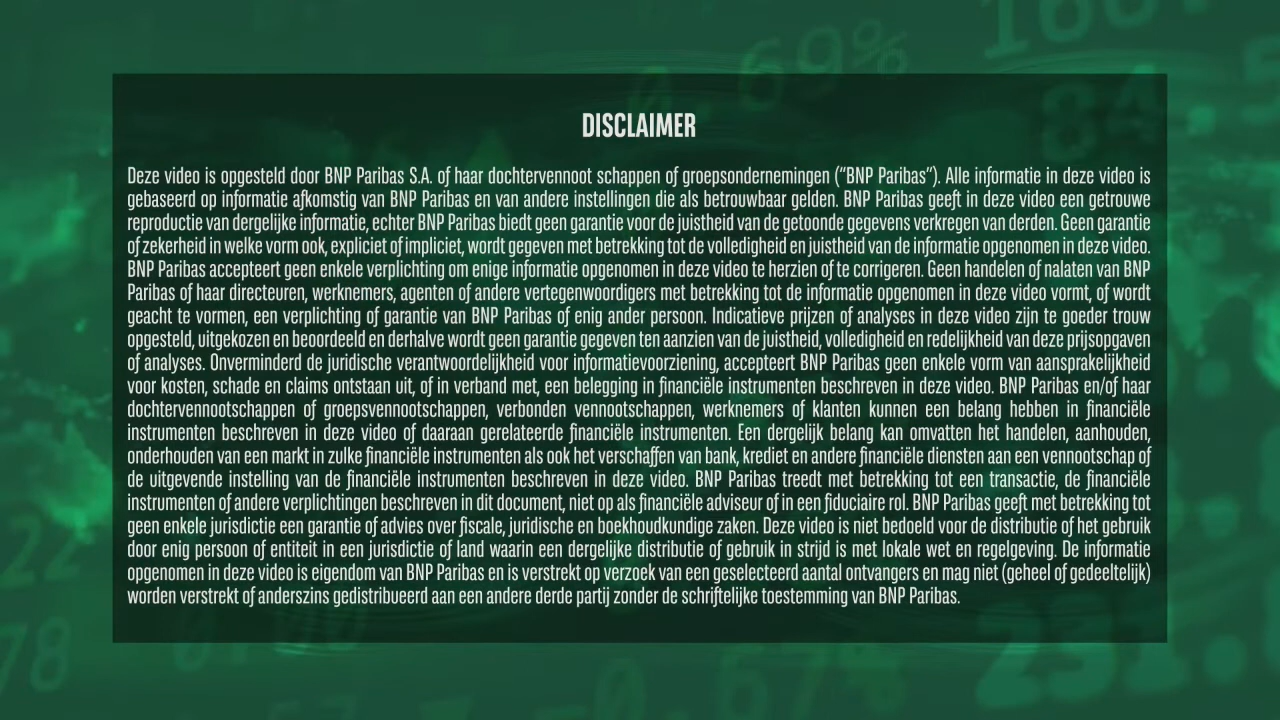 DISCLAIMER
Deze video is opgesteld door BNP Paribas S.A. of haar dochtervennoot schappen of groepsondernemingen (“BNP Paribas”). Alle informatie in deze video is
gebaseerd op informatie afkomstig van BNP Paribas en van andere instellingen die als betrouwbaar gelden. BNP Paribas geeft in deze video een getrouwe
reproductie van dergelijke informatie, echter BNP Paribas biedt geen garantie voor de juistheid van de getoonde gegevens verkregen van derden. Geen garantie
of zekerheid in welke vorm ook, expliciet of impliciet, wordt gegeven met betrekking tot de volledigheid en juistheid van de informatie opgenomen in deze video.
BNP Paribas accepteert geen enkele verplichting om enige informatie opgenomen in deze video te herzien of te corrigeren. Geen handelen of nalaten van BNP
Paribas of haar directeuren, werknemers, agenten of andere vertegenwoordigers met betrekking tot de informatie opgenomen in deze video vormt, of wordt
geacht te vormen, een verplichting of garantie van BNP Paribas of enig ander persoon. Indicatieve prijzen of analyses in deze video zijn te goeder trouw
opgesteld, uitgekozen en beoordeeld en derhalve wordt geen garantie gegeven ten aanzien van de juistheid, volledigheid en redelijkheid van deze prijsopgaven
of analyses. Onverminderd de juridische verantwoordelijkheid voor informatievoorziening, accepteert BNP Paribas geen enkele vorm van aansprakelijkheid
voor kosten, schade en claims ontstaan uit, of in verband met, een belegging in financiële instrumenten beschreven in deze video. BNP Paribas en/of haar
dochtervennootschappen of groepsvennootschappen, verbonden vennootschappen, werknemers of klanten kunnen een belang hebben in financiële
instrumenten beschreven in deze video of daaraan gerelateerde financiële instrumenten. Een dergelijk belang kan omvatten het handelen, aanhouden,
onderhouden van een markt in zulke financiële instrumenten als ook het verschaffen van bank, krediet en andere financiële diensten aan een vennootschap of
de uitgevende instelling van de financiële instrumenten beschreven in deze video. BNP Paribas treedt met betrekking tot een transactie, de financiële
instrumenten of andere verplichtingen beschreven in dit document, niet op als financiële adviseur of in een fiduciaire rol. BNP Paribas geeft met betrekking tot
geen enkele jurisdictie een garantie of advies over fiscale, juridische en boekhoudkundige zaken. Deze video is niet bedoeld voor de distributie of het gebruik
door enig persoon of entiteit in een jurisdictie of land waarin een dergelijke distributie of gebruik in strijd is met lokale wet en regelgeving. De informatie
opgenomen in deze video is eigendom van BNP Paribas en is verstrekt op verzoek van een geselecteerd aantal ontvangers en mag niet (geheel of gedeeltelijk)
worden verstrekt of anderszins gedistribueerd aan een andere derde partij zonder de schriftelijke toestemming van BNP Paribas.